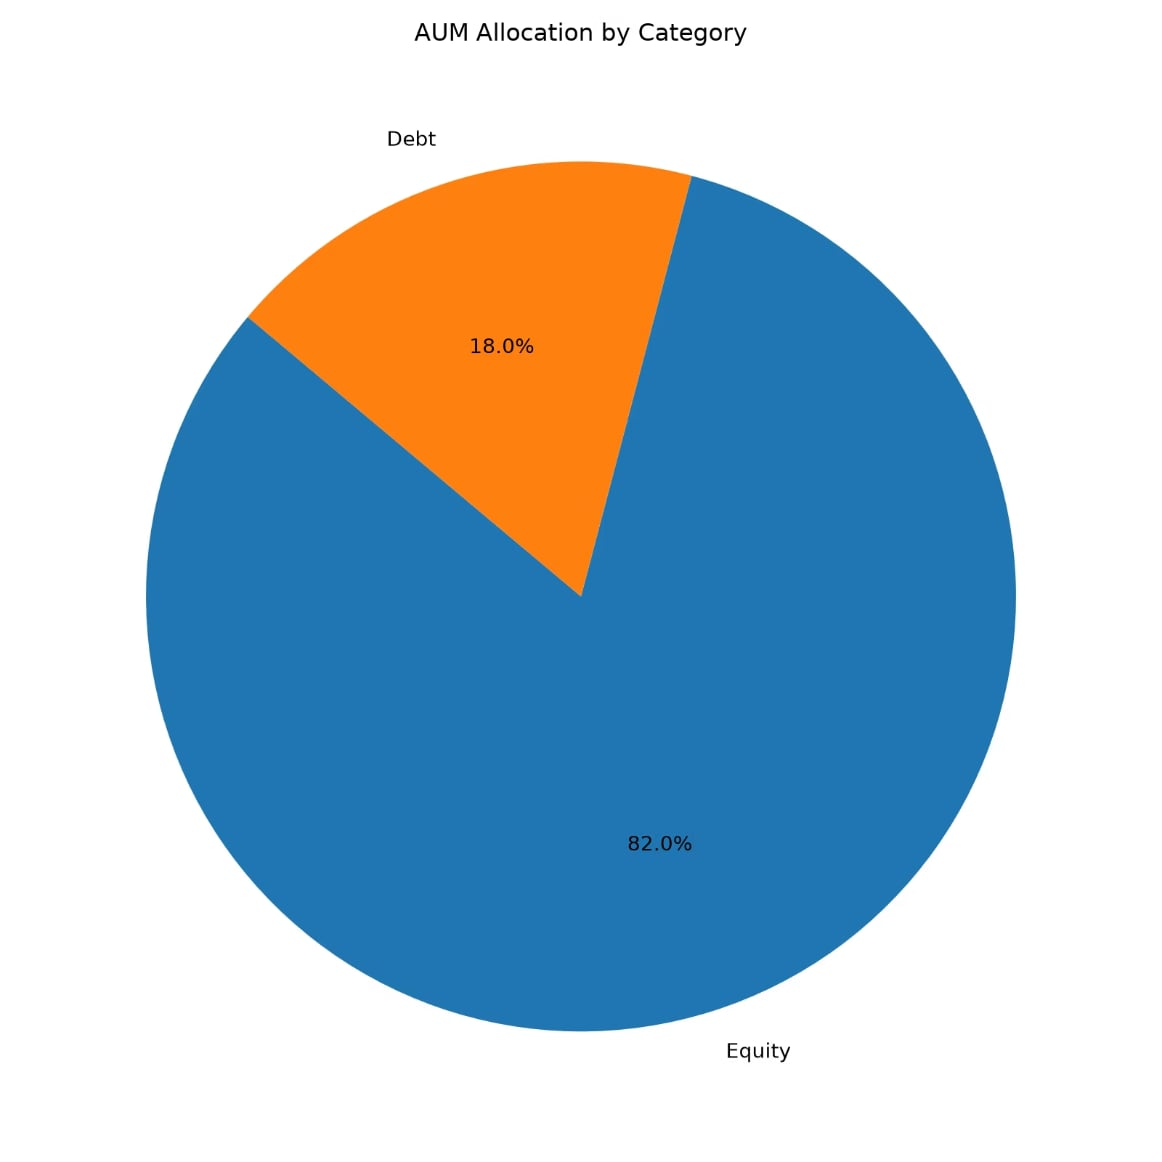 AUM Allocation by Category
Debt
18.0%
82.0%
Equity